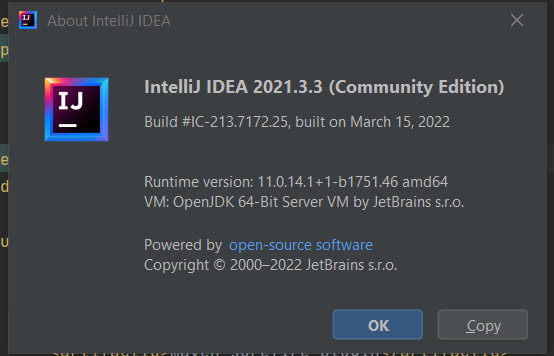 About IntelliJ IDEA
IJ
IntelliJ IDEA 2021.3.3 (Community Edition)
Build #IC-213.7172.25, built on March 15, 2022
Runtime version: 11.0.14.1+1-b1751.46 amd64
VM: OpenJDK 64-Bit Server VM by JetBrains s.r.o.
Powered by open-source software
Copyright © 2000–2022 JetBrains s.r.o.
OK Copy